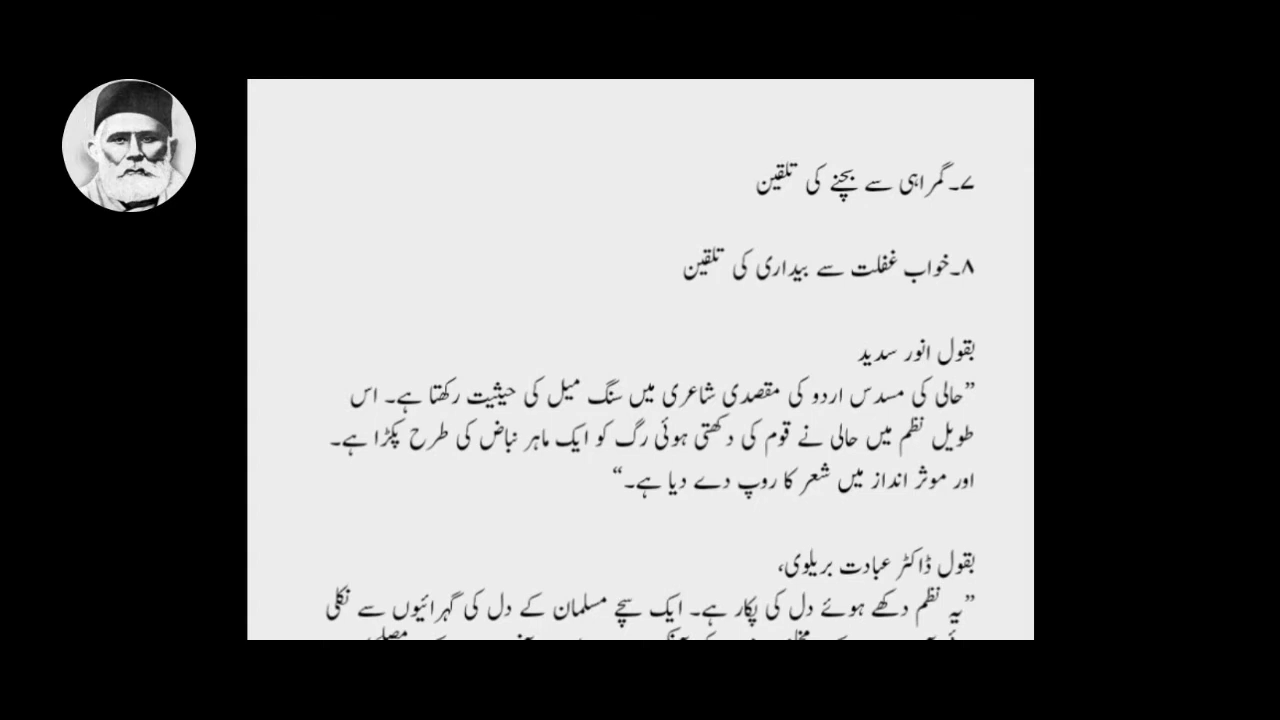 ۷۔گمراہی سے بچنے کی تلقین
۸۔خواب غفلت سے بیداری کی تلقین
بقول انور سدید
”حالی کی مسدس اردو کی مقصدی شاعری میں سنگ میل کی حیثیت رکھتا ہے۔ اس
طویل نظم میں حالی نے قوم کی دکھتی ہوئی رگ کو ایک ماہر نباض کی طرح پکڑا ہے۔
اور موثر انداز میں شعر کا روپ دے دیا ہے۔“
بقول ڈاکٹر عبادت بریلوی،
”یہ نظم دکھے ہوئے دل کی پکار ہے۔ ایک سچے مسلمان کے دل کی گہرائیوں سے نکلی